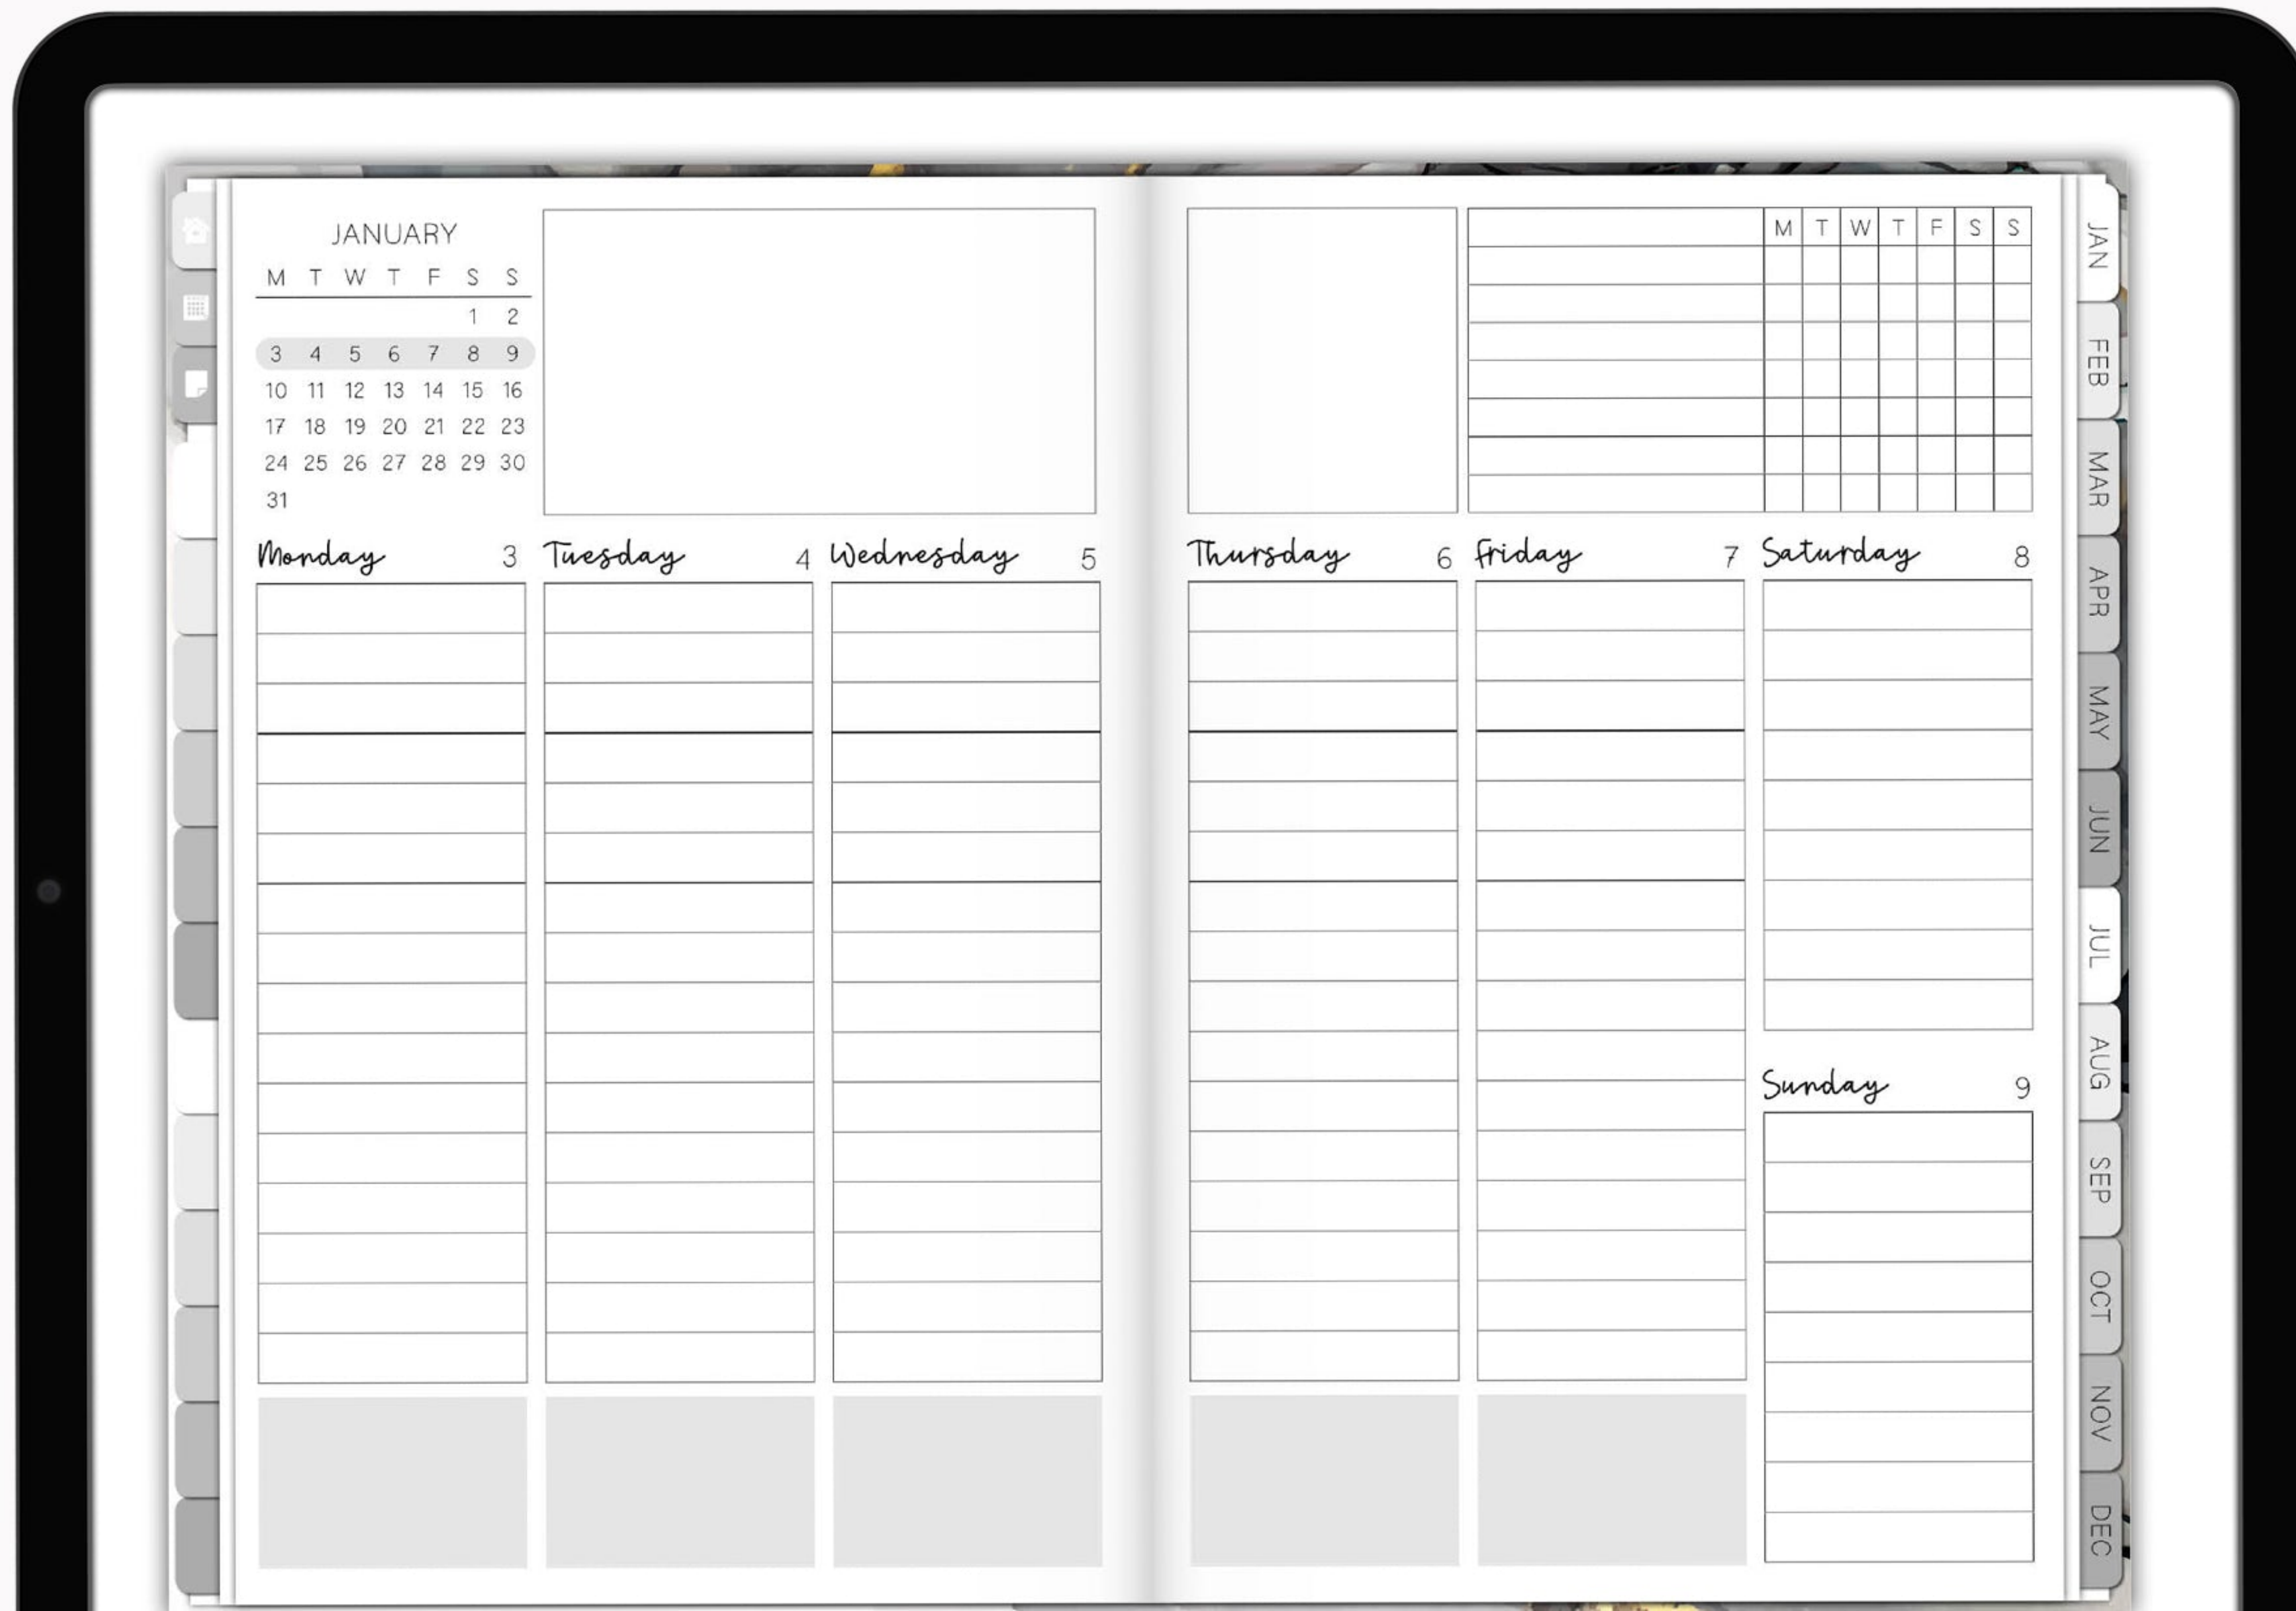 JANUARY
M T W T F S S
1 2
3 4 5 6 7 8 9
10 11 12 13 14 15 16
17 18 19 20 21 22 23
24 25 26 27 28 29 30
31
M T W T F S S
Monday 3
Tuesday 4
Wednesday 5
Thursday 6
Friday 7
Saturday 8
Sunday 9
JAN
FEB
MAR
APR
MAY
JUN
JUL
AUG
SEP
OCT
NOV
DEC